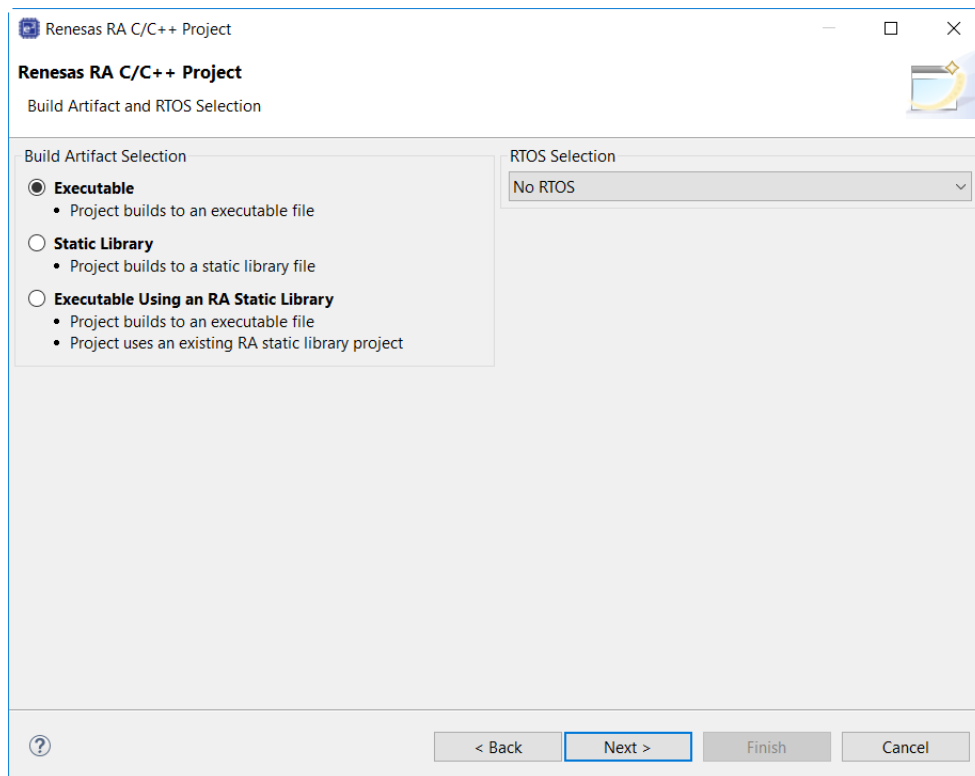 Renesas RA C/C++ Project
Renesas RA C/C++ Project
Build Artifact and RTOS Selection
Build Artifact Selection
Executable
• Project builds to an executable file
Static Library
• Project builds to a static library file
Executable Using an RA Static Library
• Project builds to an executable file
• Project uses an existing RA static library project
RTOS Selection
No RTOS
?
< Back
Next >
Finish
Cancel